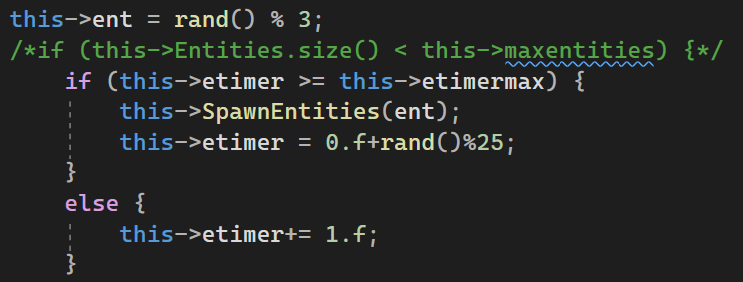 this->ent = rand() % 3;
/*if (this->Entities.size() < this->maxentities) {*/
if (this->etimer >= this->etimermax) {
this->SpawnEntities(ent);
this->etimer = 0.f+rand()%25;
}
else {
this->etimer+= 1.f;
}